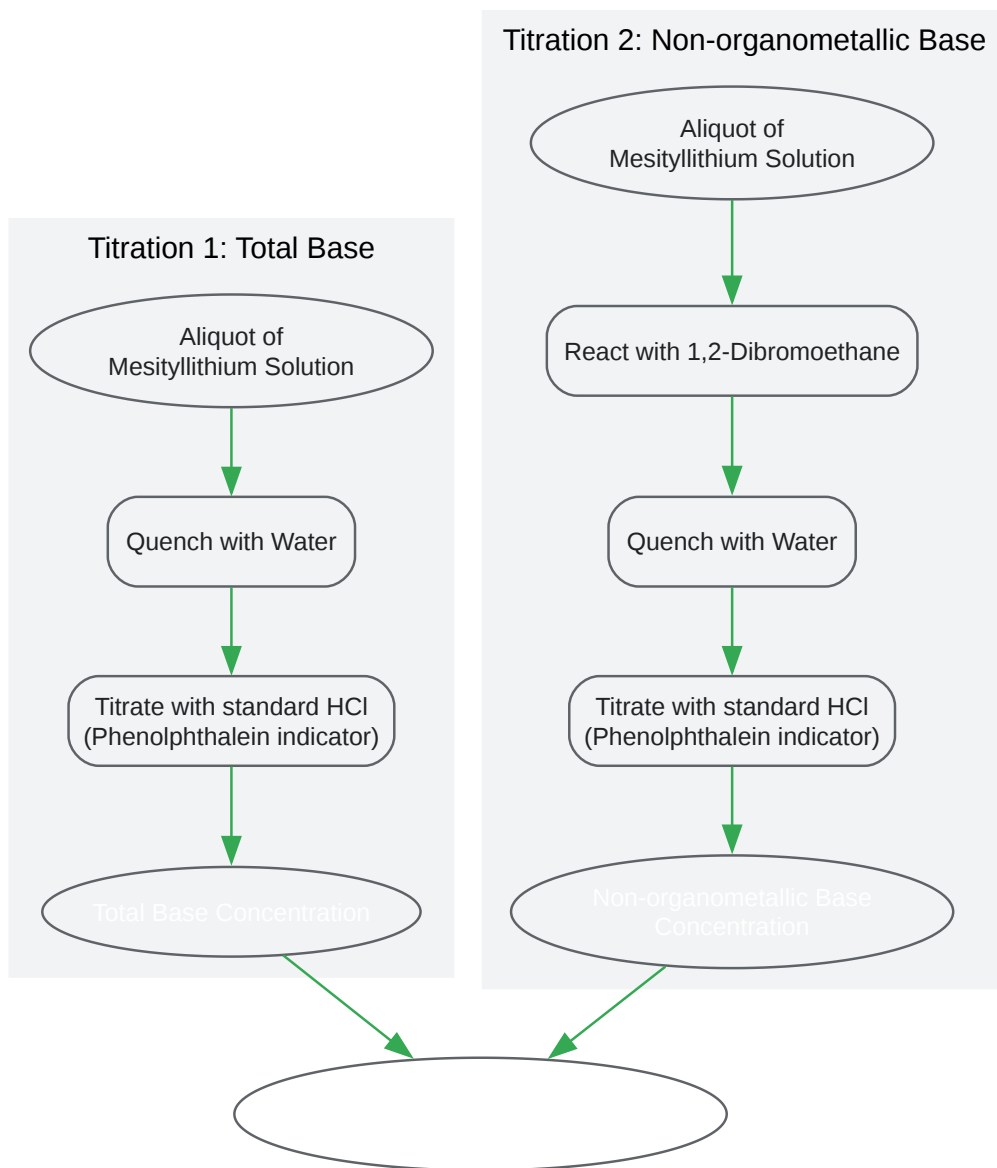 Titration 1: Total Base
Aliquot of
Mesityllithium Solution
Quench with Water
Titrate with standard HCl
(Phenolphthalein indicator)
Total Base Concentration
Titration 2: Non-organometallic Base
Aliquot of
Mesityllithium Solution
React with 1,2-Dibromoethane
Quench with Water
Titrate with standard HCl
(Phenolphthalein indicator)
Non-organometallic Base
Concentration